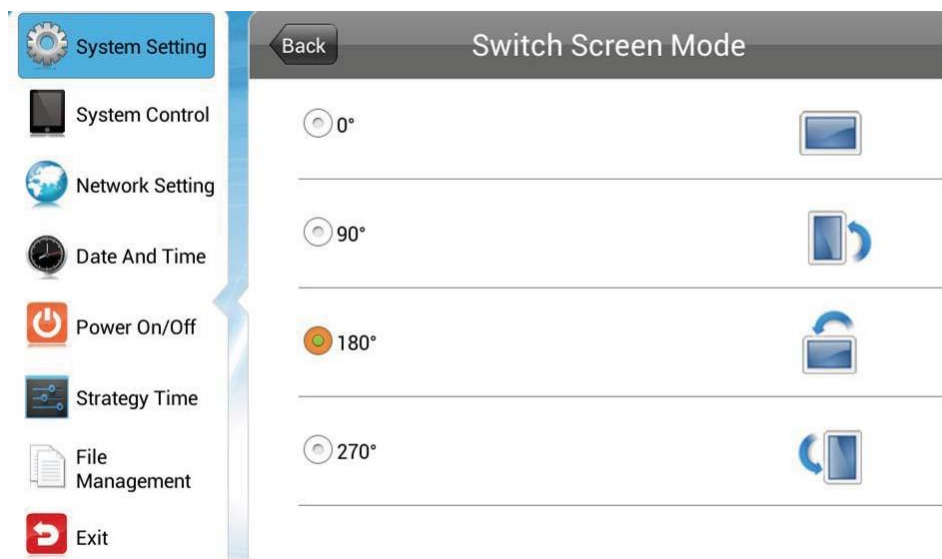 System Setting
System Control
Network Setting
Date And Time
Power On/Off
Strategy Time
File
Management
Exit
Back
Switch Screen Mode
0°
90°
180°
270°